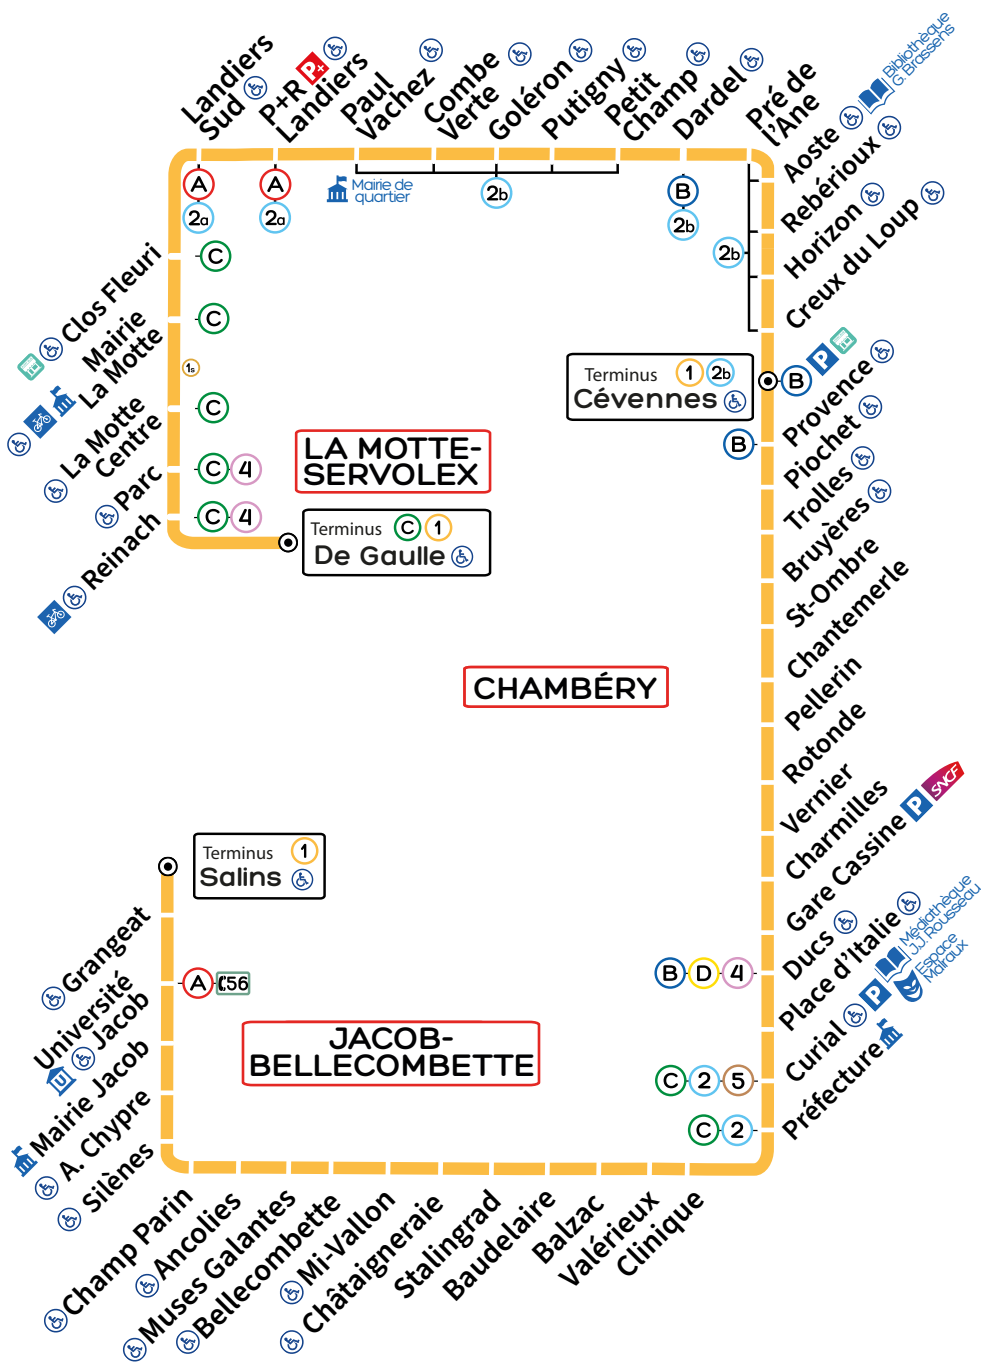 Landiers
Sud
P+R P+
Landiers
Paul
Vachez
Combe
Verte
Goléron
Putigny
Petit
Champ
Dardel
Pré de
l'Ane
Aoste
Bibliothèque
G. Brassens
Rebérioux
Horizon
Creux du Loup
A
2a
A
2a
Mairie de
quartier
2b
B
2b
2b
Clos Fleuri
C
Mairie
La Motte
C
1s
La Motte
Centre
C
Parc
C 4
Reinach
C 4
LA MOTTE-
SERVOLEX
Terminus C 1
De Gaulle
Terminus 1 2b
Cévennes
B P
B
Provence
Piochet
Trolles
Bruyères
St-Ombre
Chantemerle
Pellerin
Rotonde
Vernier
Charmilles
Gare Cassine P SNCF
Ducs
B D 4
Place d'Italie
Médiathèque
J.J. Rousseau
Espace
Malraux
Curial P
C 2 5
Préfecture
C 2
CHAMBÉRY
Terminus 1
Salins
Grangeat
Université
Jacob
U
A 56
Mairie Jacob
A. Chypre
Silènes
JACOB-
BELLECOMBETTE
Champ Parin
Ancolies
Muses Galantes
Bellecombette
Mi-Vallon
Châtaigneraie
Stalingrad
Baudelaire
Balzac
Valérieux
Clinique